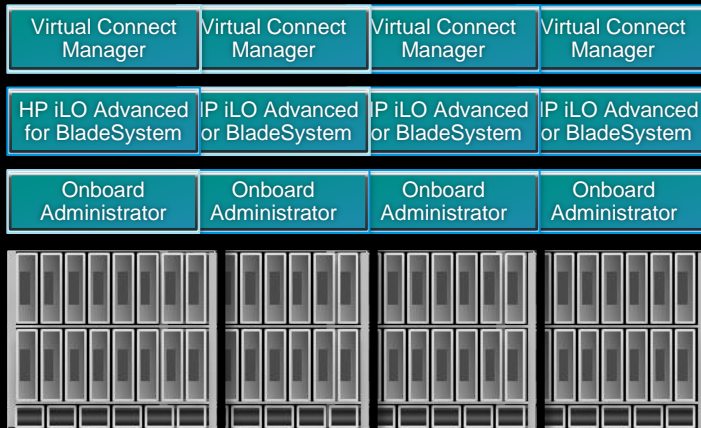 Virtual Connect Virtual Connect Virtual Connect Virtual Connect
Manager Manager Manager Manager
HP iLO Advanced IP iLO Advanced IP iLO Advanced IP iLO Advanced
for BladeSystem or BladeSystem or BladeSystem or BladeSystem
Onboard Onboard Onboard Onboard
Administrator Administrator Administrator Administrator